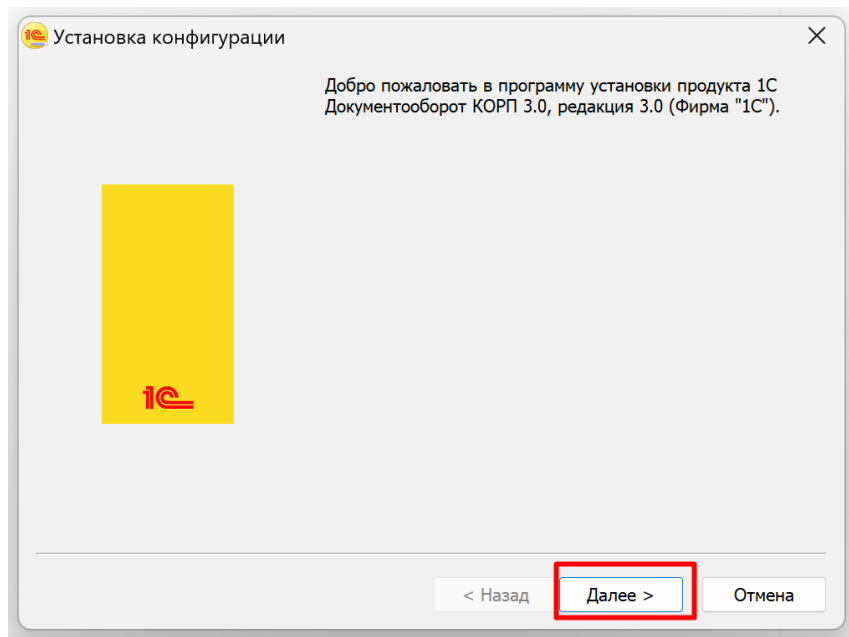 1С Установка конфигурации
Добро пожаловать в программу установки продукта 1С
Документооборот КОРП 3.0, редакция 3.0 (Фирма "1С").
1С
< Назад
Далее >
Отмена